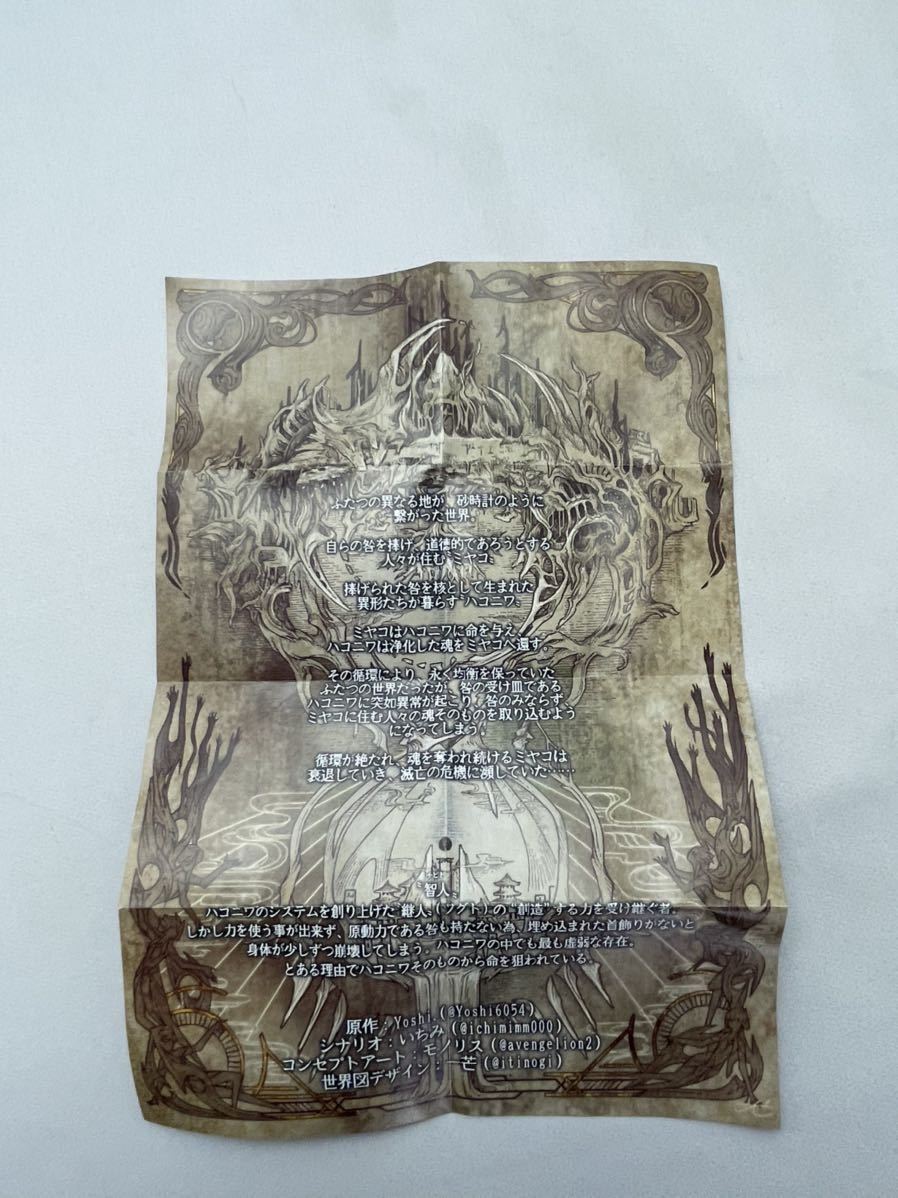 ふたつの異なる地が、砂時計のように
繋がった世界。
自らの咎を捧げ、道徳的であろうとする
人々が住む〝ミヤコ〟
捧げられた咎を核として生まれた
異形たちが暮らす〝ハコニワ〟
ミヤコはハコニワに命を与え、
ハコニワは浄化した魂をミヤコへ還す。
その循環により、永く均衡を保っていた
ふたつの世界だったが、咎の受け皿である
ハコニワに突如異常が起こり、咎のみならず
ミヤコに住む人々の魂そのものを取り込むよう
になってしまう。
循環が絶たれ、魂を奪われ続けるミヤコは
衰退していき、滅亡の危機に瀕していた……
〝智人〟
ハコニワのシステムを創り上げた〝継人〟(ツグト)の〝創造〟する力を受け継ぐ者。
しかし力を使う事が出来ず、原動力である咎も持たない為、埋め込まれた首飾りがないと
身体が少しずつ崩壊してしまう。ハコニワの中でも最も虚弱な存在。
とある理由でハコニワそのものから命を狙われている。
原作：Yoshi (@Yoshi6054)
シナリオ：いちみ (@ichimimm000)
コンセプトアート：モノリス (@avengelion2)
世界図デザイン：一芒 (@itinogi)